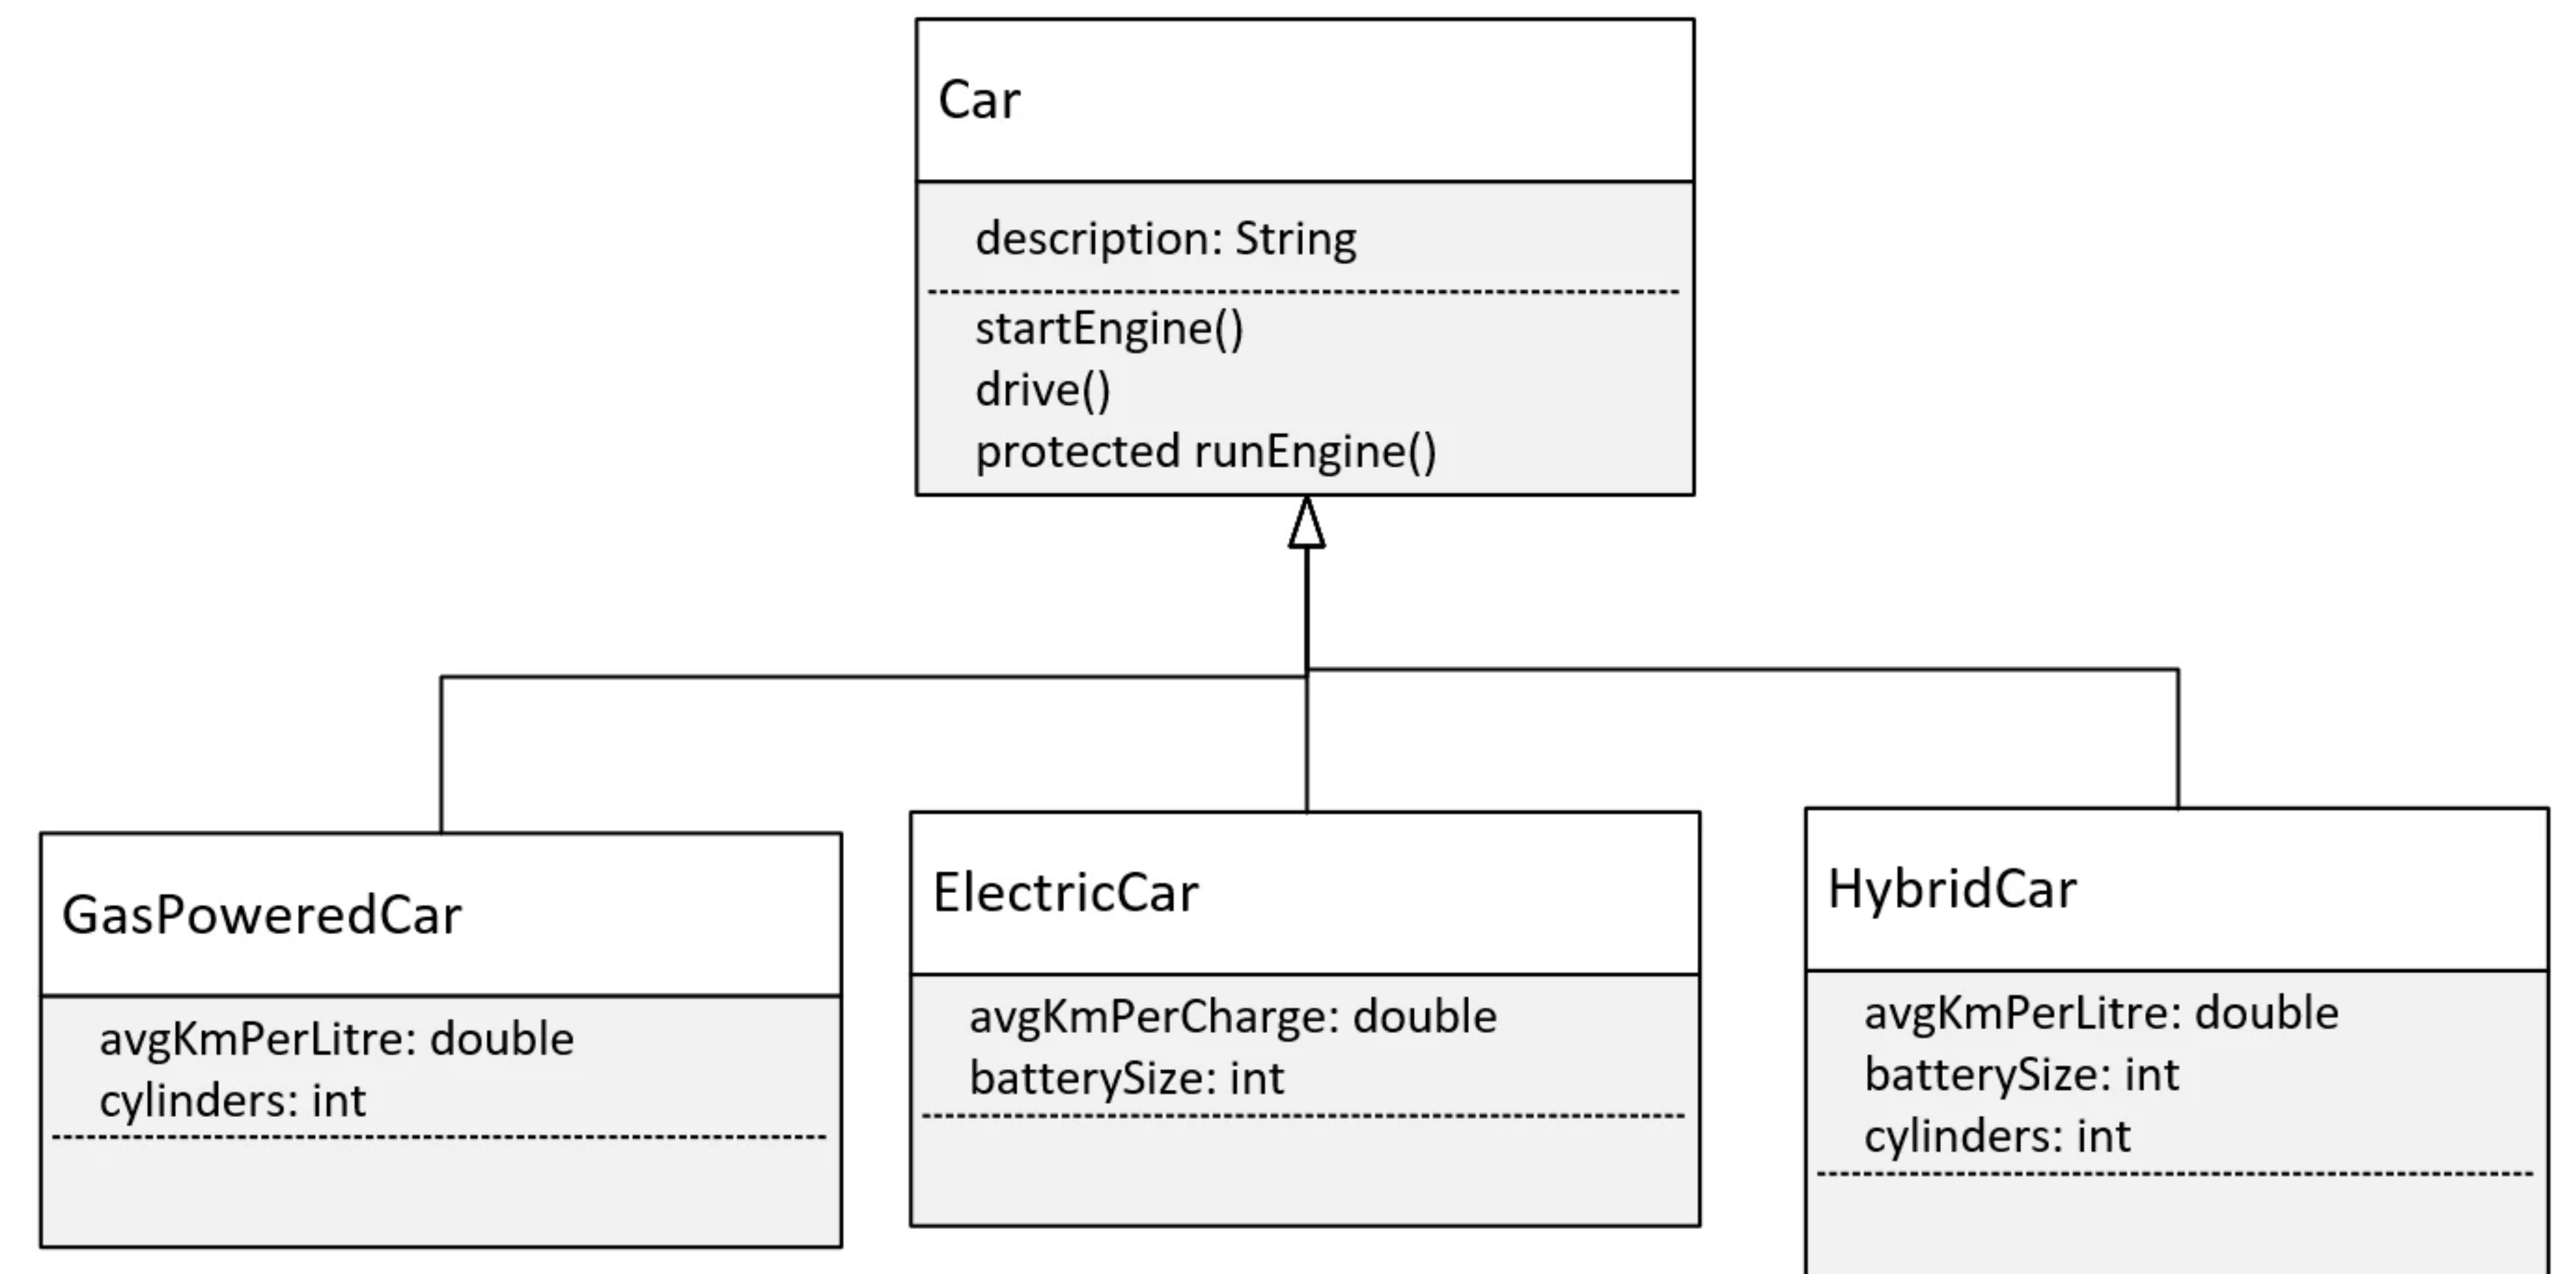 Car
description: String
startEngine()
drive()
protected runEngine()
GasPoweredCar
avgKmPerLitre: double
cylinders: int
ElectricCar
avgKmPerCharge: double
batterySize: int
HybridCar
avgKmPerLitre: double
batterySize: int
cylinders: int